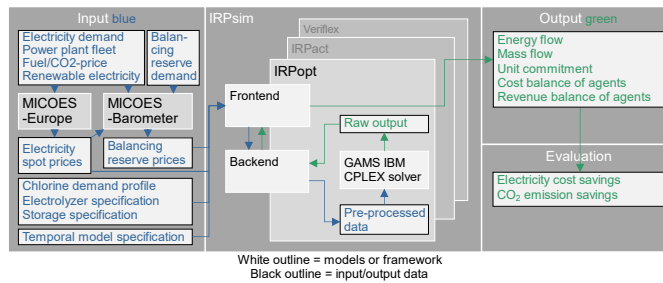 Input blue
Electricity demand
Power plant fleet
Fuel/CO2-price
Renewable electricity
Balan-
cing
reserve
demand
MICOES
-Europe
MICOES
-Barometer
Electricity
spot prices
Balancing
reserve prices
Chlorine demand profile
Electrolyzer specification
Storage specification
Temporal model specification
IRPsim
Veriflex
IRPact
IRPopt
Frontend
Backend
Raw output
GAMS IBM
CPLEX solver
Pre-processed
data
Output green
Energy flow
Mass flow
Unit commitment
Cost balance of agents
Revenue balance of agents
Evaluation
Electricity cost savings
CO₂ emission savings
White outline = models or framework
Black outline = input/output data